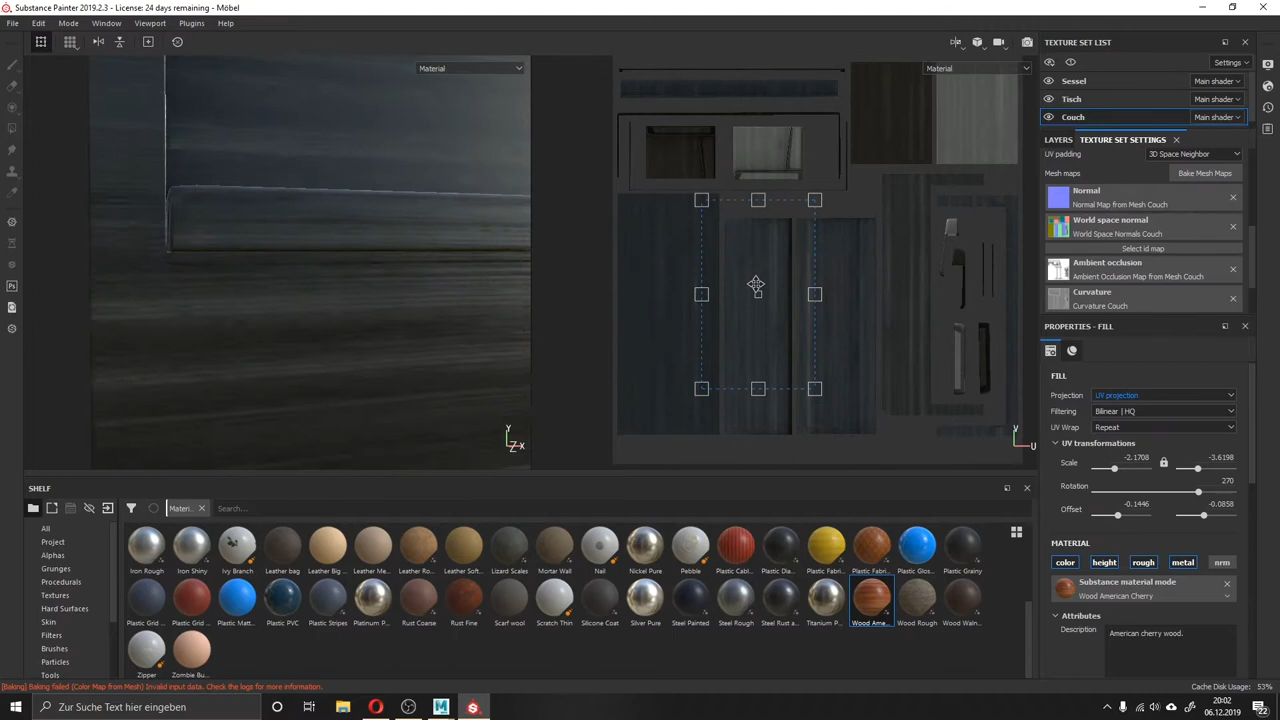 Substance Painter 2019.2.3 - License: 24 days remaining - Möbel
File Edit Mode Window Viewport Plugins Help
Material
Material
TEXTURE SET LIST
Settings
Sessel Main shader
Tisch Main shader
Couch Main shader
LAYERS TEXTURE SET SETTINGS
UV padding 3D Space Neighbor
Mesh maps Bake Mesh Maps
Normal
Normal Map from Mesh Couch
World space normal
World Space Normals Couch
Select id map
Ambient occlusion
Ambient Occlusion Map from Mesh Couch
Curvature
Curvature Couch
PROPERTIES - FILL
FILL
Projection UV projection
Filtering Bilinear | HQ
UV Wrap Repeat
UV transformations
Scale -2.1708 -3.6198
Rotation 270
Offset -0.1446 -0.0858
MATERIAL
color height rough metal nrm
Substance material mode
Wood American Cherry
Attributes
Description American cherry wood.
Y
Z X
V
U
SHELF
Materi... Search...
All
Project
Alphas
Grunges
Procedurals
Textures
Hard Surfaces
Skin
Filters
Brushes
Particles
Tools
Iron Rough Iron Shiny Ivy Branch Leather bag Leather Big ... Leather Me... Leather Ro... Leather Soft... Lizard Scales Mortar Wall Nail Nickel Pure Pebble Plastic Cabl... Plastic Dia... Plastic Fabri... Plastic Fabri... Plastic Glos... Plastic Grainy
Plastic Grid ... Plastic Grid ... Plastic Matt... Plastic PVC Plastic Stripes Platinum P... Rust Coarse Rust Fine Scarf wool Scratch Thin Silicone Coat Silver Pure Steel Painted Steel Rough Steel Rust a... Titanium P... Wood Ame... Wood Rough Wood Waln...
Zipper Zombie Bu...
[Baking] Baking failed (Color Map from Mesh) Invalid input data. Check the logs for more information.
Cache Disk Usage: 53%
Zur Suche Text hier eingeben
20:02
06.12.2019
22